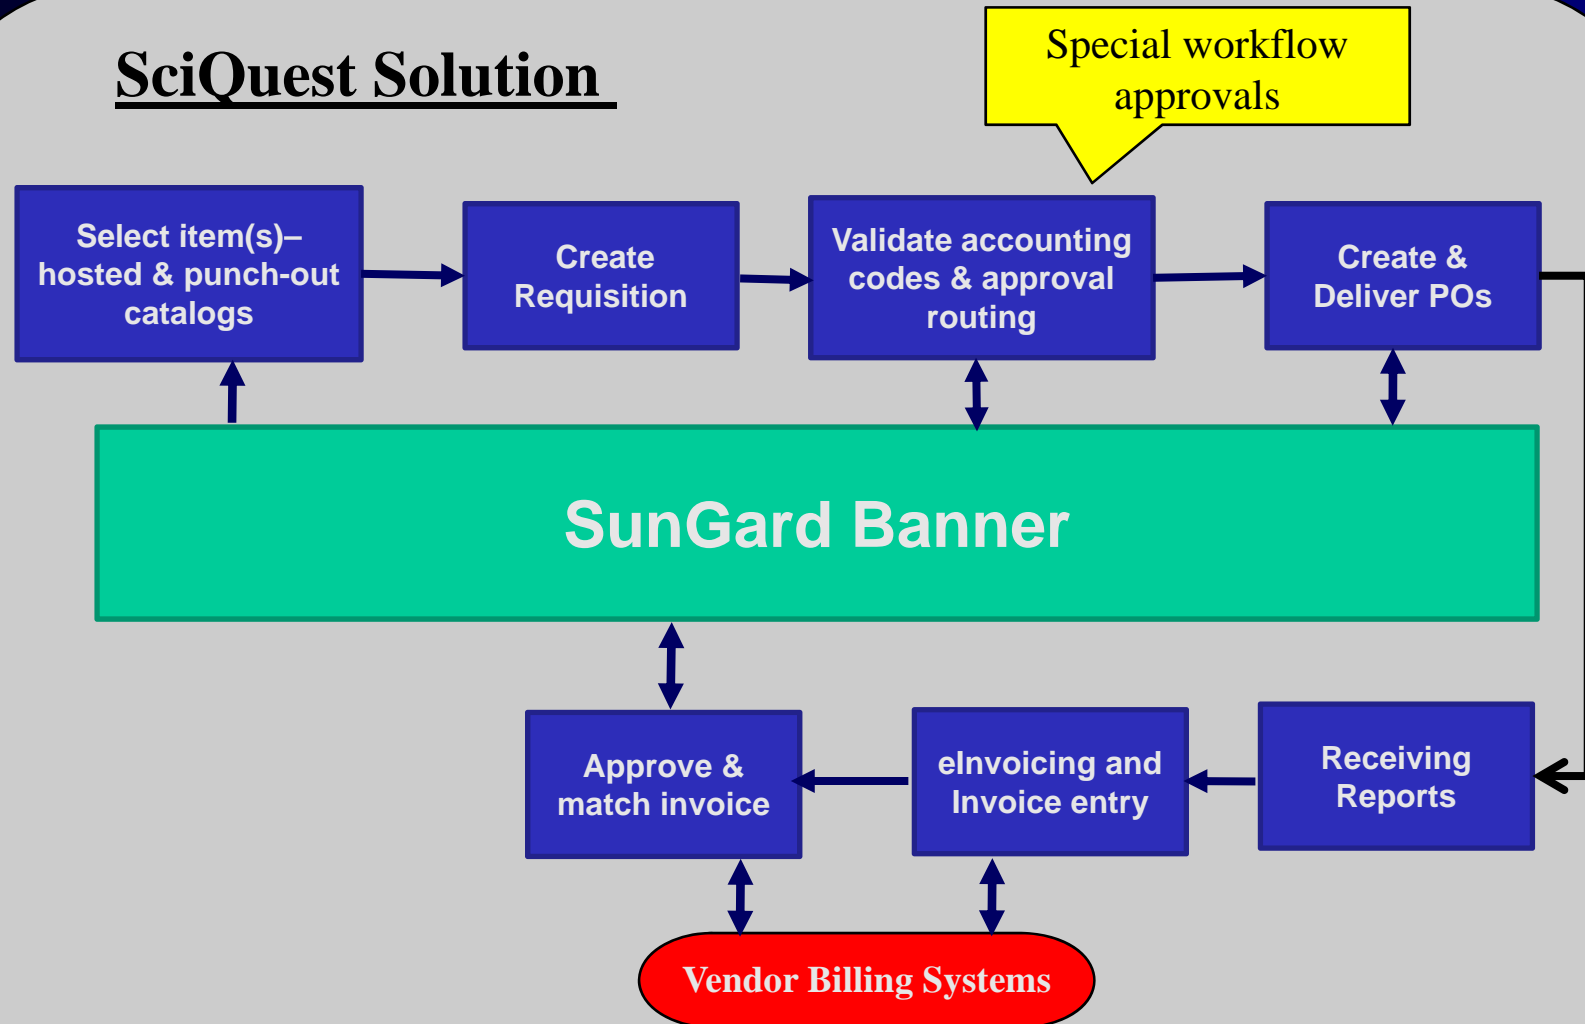 SciQuest Solution
Special workflow
approvals
Select item(s)–
hosted & punch-out
catalogs
Create
Requisition
Validate accounting
codes & approval
routing
Create &
Deliver POs
SunGard Banner
Approve &
match invoice
eInvoicing and
Invoice entry
Receiving
Reports
Vendor Billing Systems